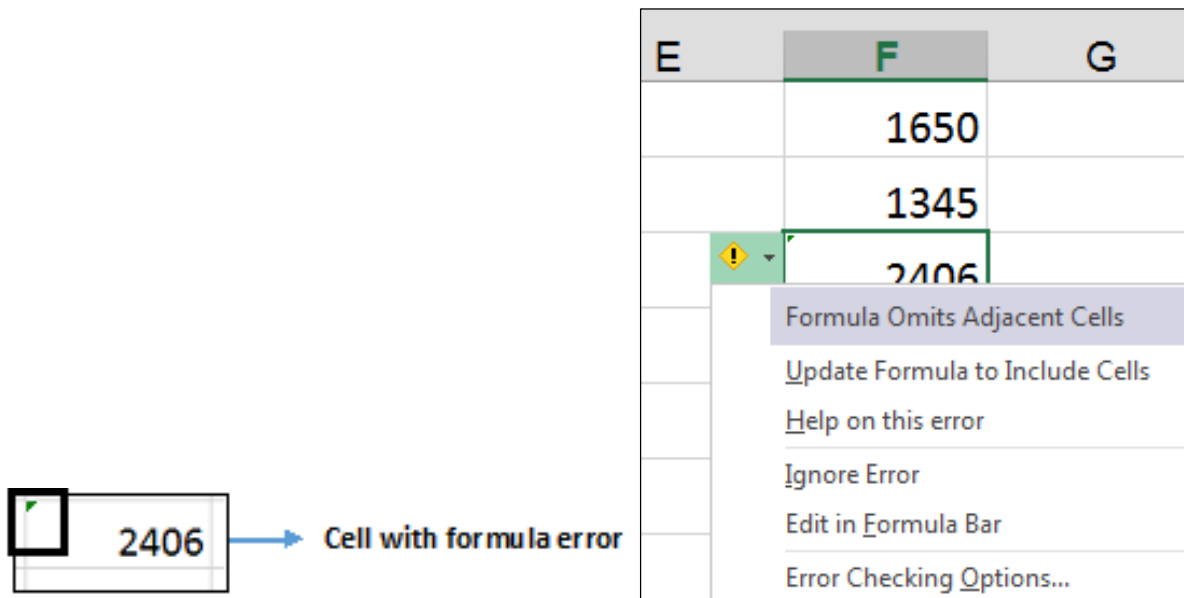 E F G
1650
1345
2406
Formula Omits Adjacent Cells
Update Formula to Include Cells
Help on this error
Ignore Error
Edit in Formula Bar
Error Checking Options...
2406 Cell with formula error